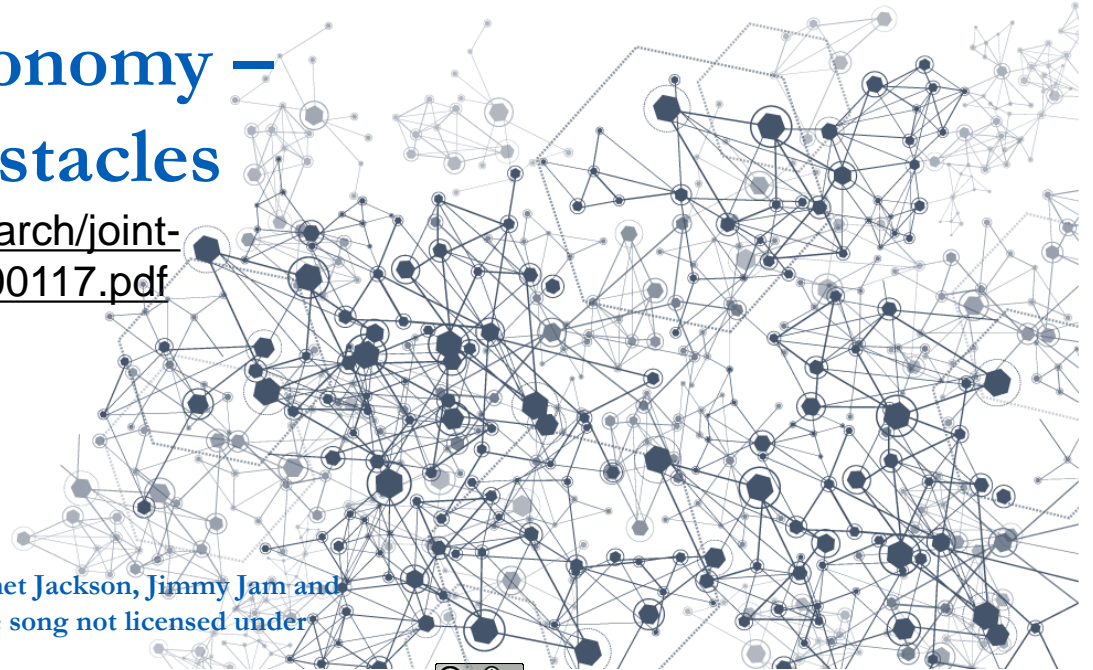 onomy –
stacles
arch/joint-
00117.pdf
net Jackson, Jimmy Jam and
e song not licensed under